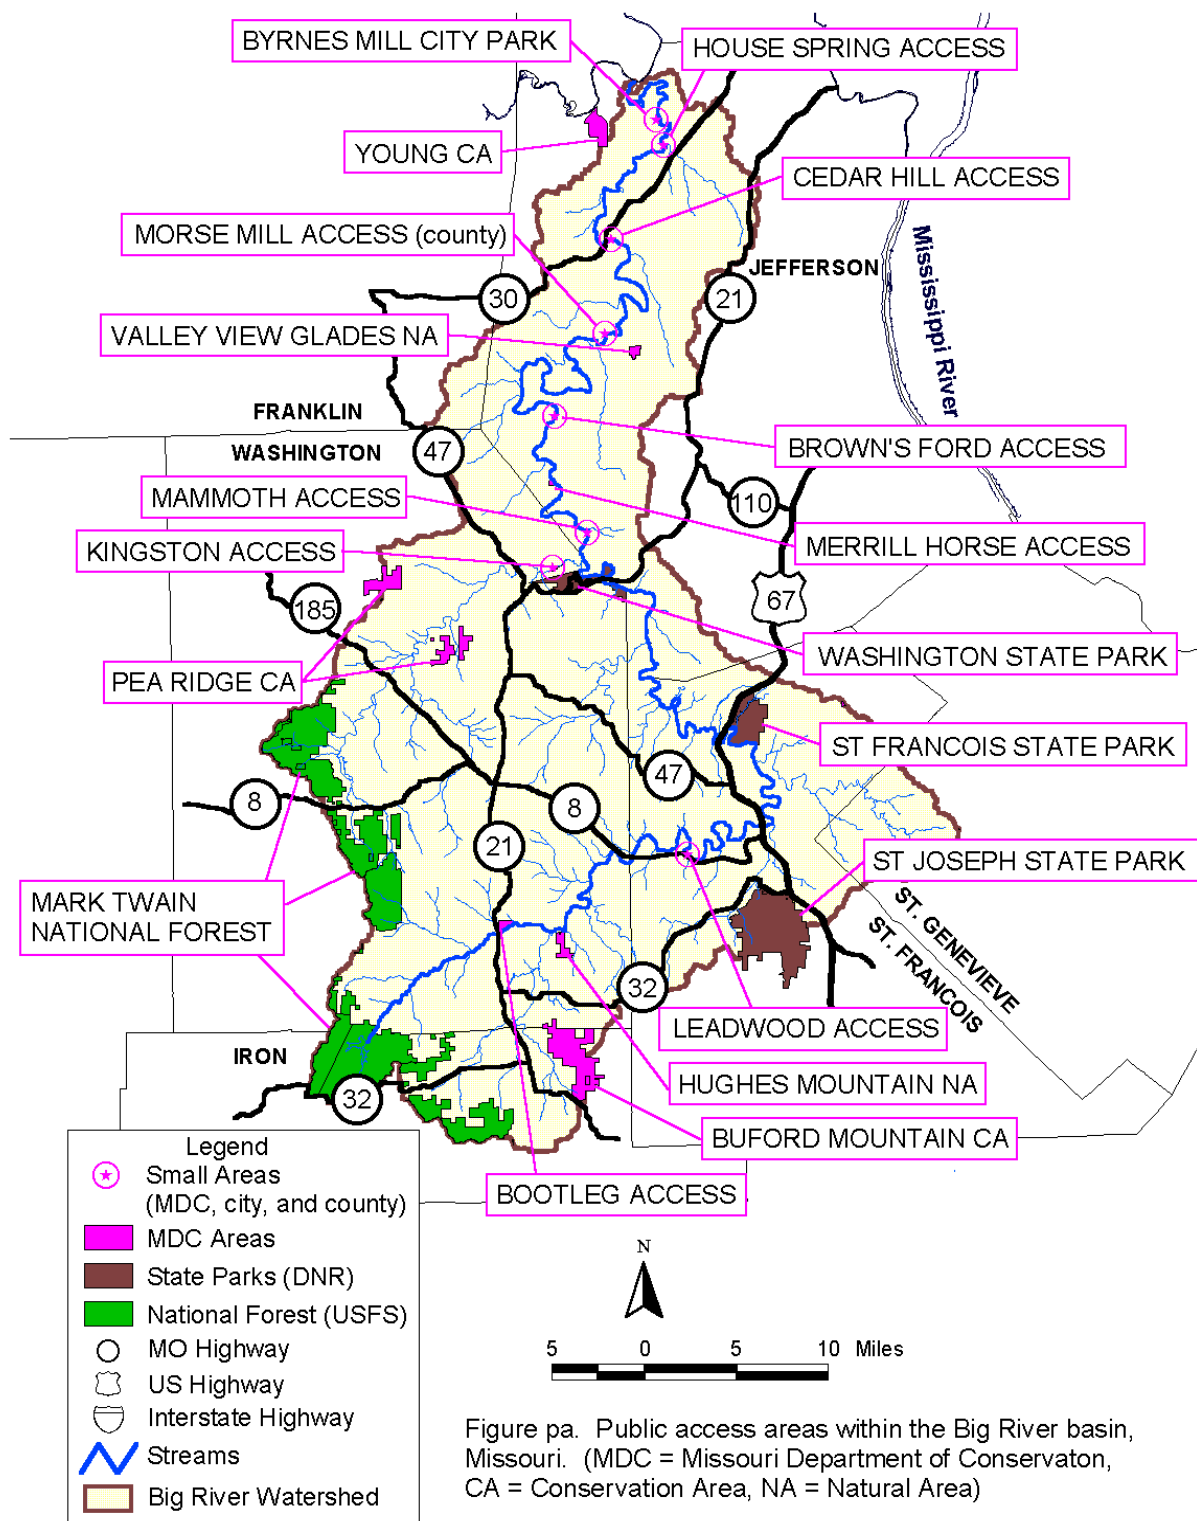 BYRNES MILL CITY PARK
HOUSE SPRING ACCESS
YOUNG CA
CEDAR HILL ACCESS
MORSE MILL ACCESS (county)
Mississippi River
JEFFERSON
30
21
VALLEY VIEW GLADES NA
FRANKLIN
WASHINGTON
47
BROWN'S FORD ACCESS
MAMMOTH ACCESS
110
KINGSTON ACCESS
MERRILL HORSE ACCESS
185
67
WASHINGTON STATE PARK
PEA RIDGE CA
ST FRANCOIS STATE PARK
47
8
8
21
ST JOSEPH STATE PARK
MARK TWAIN
NATIONAL FOREST
ST. GENEVIEVE
ST. FRANCOIS
32
LEADWOOD ACCESS
IRON
HUGHES MOUNTAIN NA
32
BUFORD MOUNTAIN CA
BOOTLEG ACCESS
Legend
Small Areas
(MDC, city, and county)
MDC Areas
State Parks (DNR)
National Forest (USFS)
MO Highway
US Highway
Interstate Highway
Streams
Big River Watershed
N
5 0 5 10 Miles
Figure pa. Public access areas within the Big River basin,
Missouri. (MDC = Missouri Department of Conservaton,
CA = Conservation Area, NA = Natural Area)